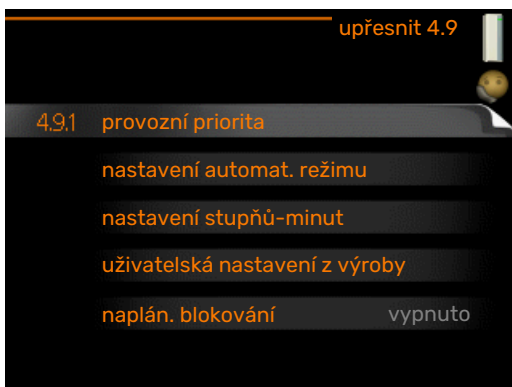 upřesnit 4.9
4.9.1 provozní priorita
nastavení automat. režimu
nastavení stupňů-minut
uživatelská nastavení z výroby
naplán. blokování vypnuto